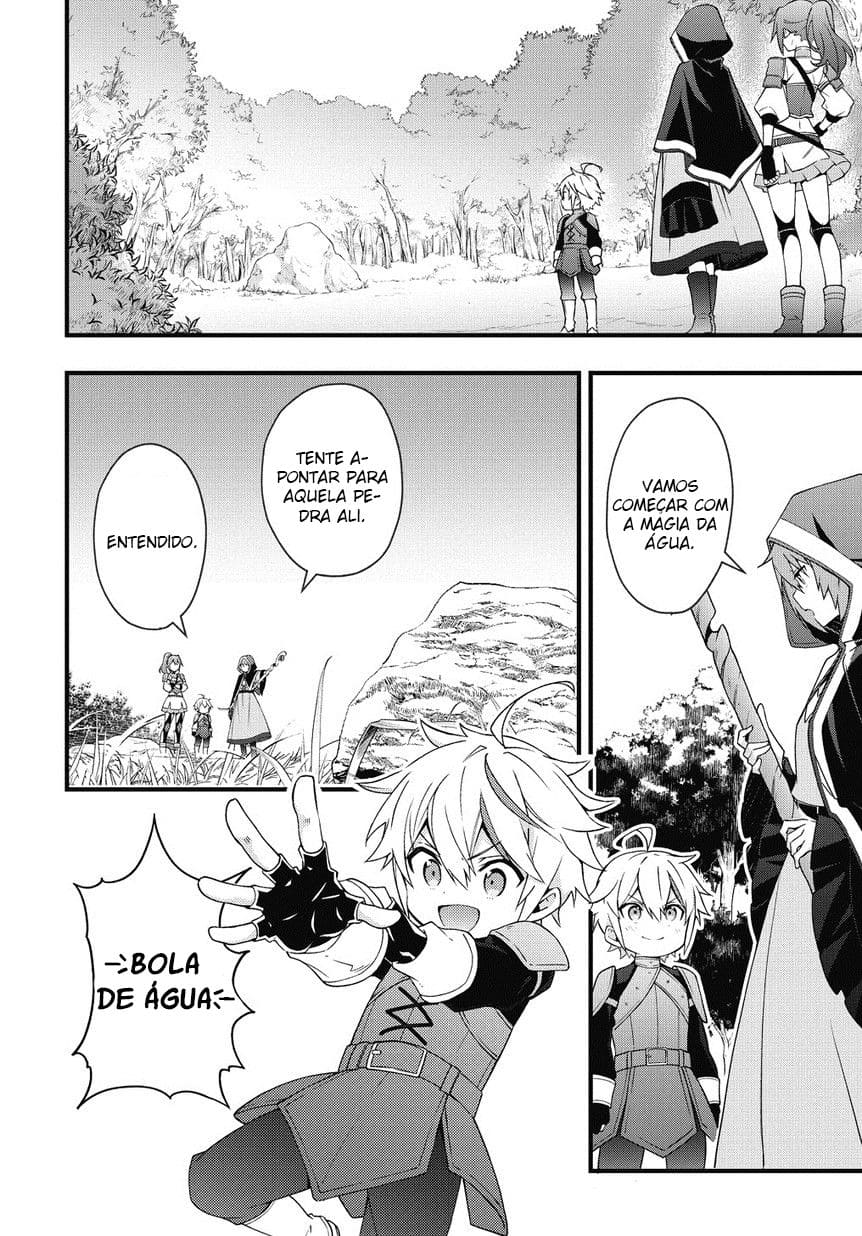 VAMOS
COMEÇAR COM
A MAGIA DA
ÁGUA.
TENTE A-
PONTAR PARA
AQUELA PE-
DRA ALI.
ENTENDIDO.
BOLA
DE ÁGUA